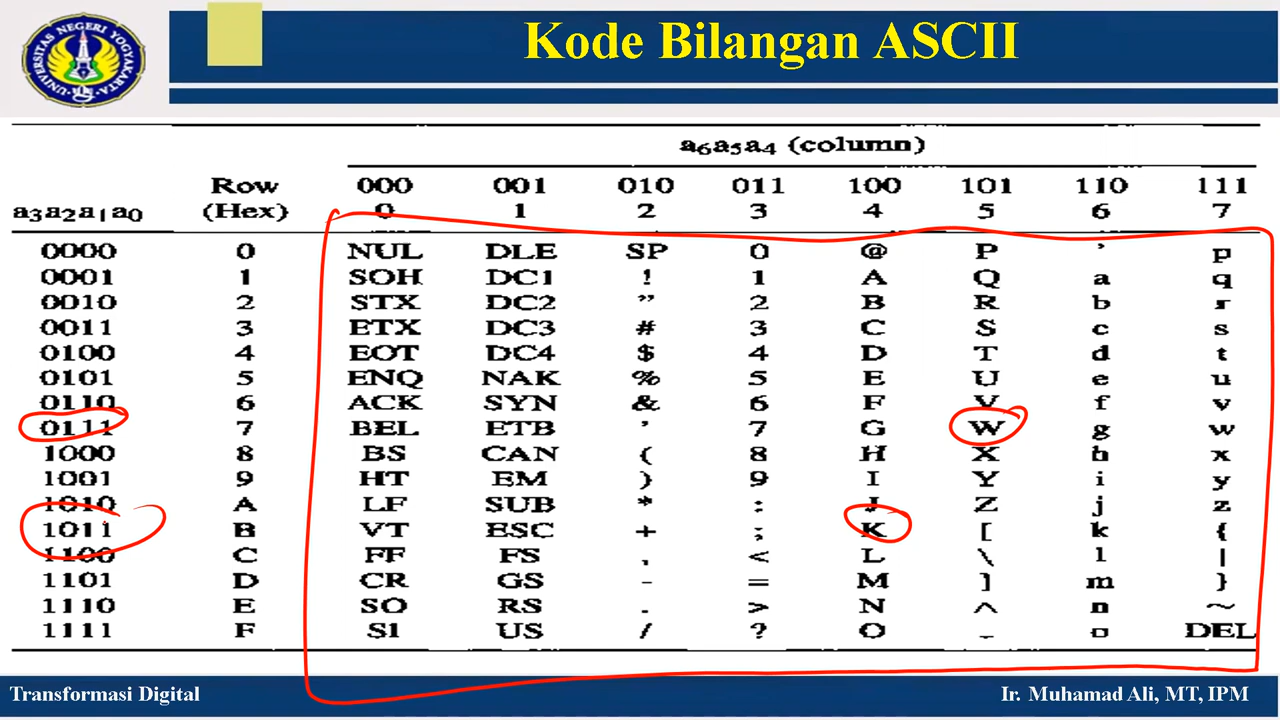 UNIVERSITAS NEGERI YOGYAKARTA
Kode Bilangan ASCII
a6a5a4 (column)
Row 000 001 010 011 100 101 110 111
a3a2a1a0 (Hex) 0 1 2 3 4 5 6 7
0000 0 NUL DLE SP 0 @ P ’ p
0001 1 SOH DC1 ! 1 A Q a q
0010 2 STX DC2 ” 2 B R b r
0011 3 ETX DC3 # 3 C S c s
0100 4 EOT DC4 $ 4 D T d t
0101 5 ENQ NAK % 5 E U e u
0110 6 ACK SYN & 6 F V f v
0111 7 BEL ETB ’ 7 G W g w
1000 8 BS CAN ( 8 H X h x
1001 9 HT EM ) 9 I Y i y
1010 A LF SUB * : J Z j z
1011 B VT ESC + ; K [ k {
1100 C FF FS , < L \ l |
1101 D CR GS - = M ] m }
1110 E SO RS . > N ^ n ~
1111 F S1 US / ? O _ o DEL
Transformasi Digital
Ir. Muhamad Ali, MT, IPM